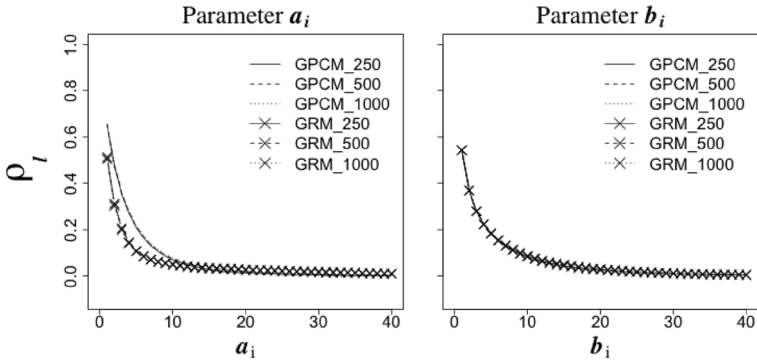 Parameter a_i
Parameter b_i
ρ_l
1.0
0.8
0.6
0.4
0.2
0.0
GPCM_250
GPCM_500
GPCM_1000
GRM_250
GRM_500
GRM_1000
0 10 20 30 40
a_i
GPCM_250
GPCM_500
GPCM_1000
GRM_250
GRM_500
GRM_1000
0 10 20 30 40
b_i